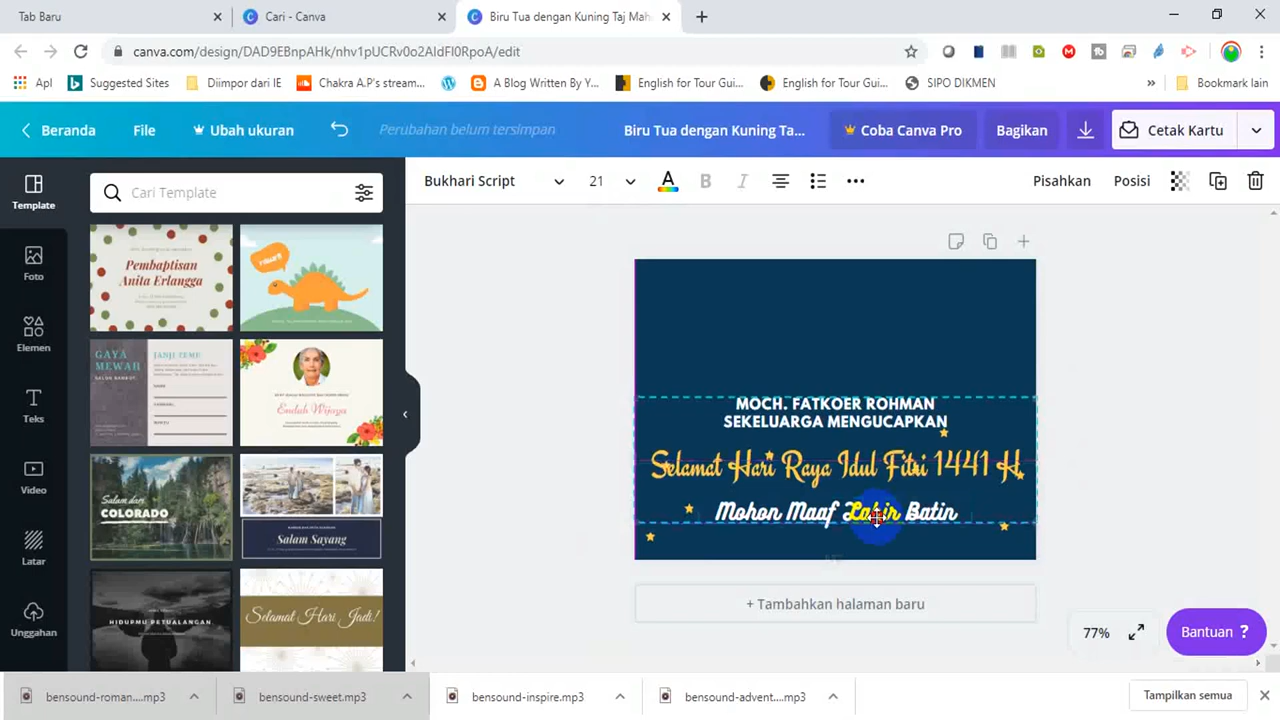 Tab Baru
Cari - Canva
Biru Tua dengan Kuning Taj Mah
canva.com/design/DAD9EBnpAHk/nhv1pUCRv0o2AIdFI0RpoA/edit
Apl
Suggested Sites
Diimpor dari IE
Chakra A.P's stream...
A Blog Written By Y...
English for Tour Gui...
English for Tour Gui...
SIPO DIKMEN
»
Bookmark lain
Beranda
File
Ubah ukuran
Perubahan belum tersimpan
Biru Tua dengan Kuning Ta...
Coba Canva Pro
Bagikan
Cetak Kartu
Template
Cari Template
Bukhari Script
21
A
B
I
Pisahkan
Posisi
Foto
Elemen
Teks
Video
Latar
Unggahan
Pembaptisan
Anita Erlangga
RAWR!
GAYA
MEWAH
JANJI TEMU
Endah Wijaya
Salam dari
COLORADO
Salam Sayang
HIDUPMU PETUALANGAN
Selamat Hari Jadi!
MOCH. FATKOER ROHMAN
SEKELUARGA MENGUCAPKAN
Selamat Hari Raya Idul Fitri 1441 H
Mohon Maaf Lahir Batin
+ Tambahkan halaman baru
77%
Bantuan ?
bensound-roman....mp3
bensound-sweet.mp3
bensound-inspire.mp3
bensound-advent....mp3
Tampilkan semua